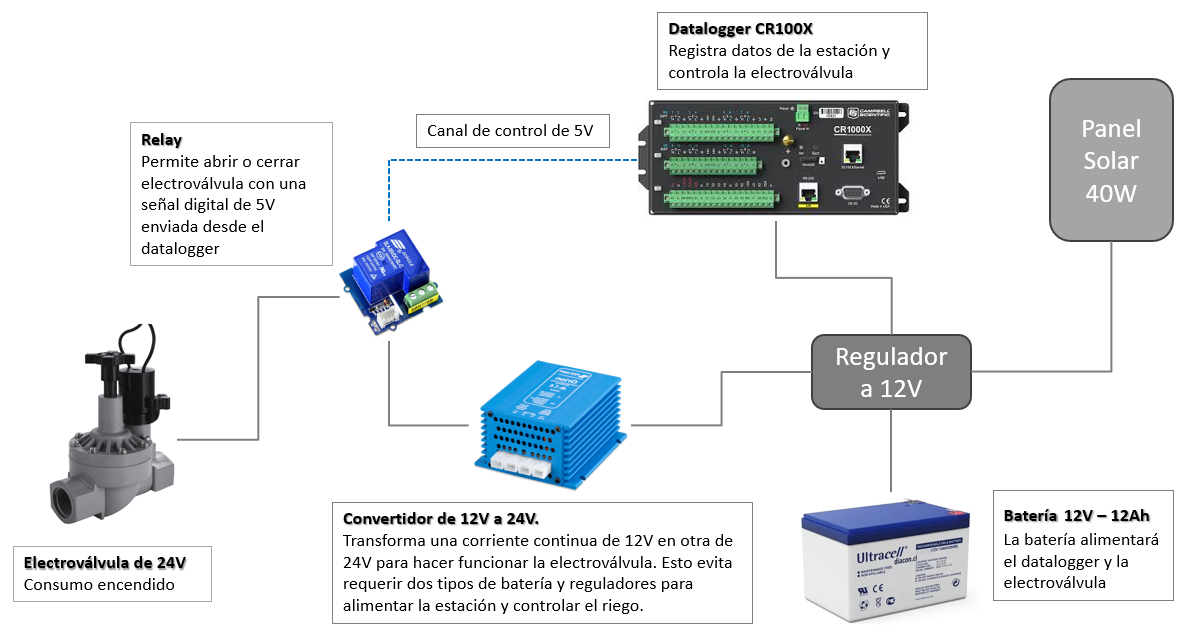 Datalogger CR100X
Registra datos de la estación y
controla la electroválvula
Panel
Solar
40W
Canal de control de 5V
Relay
Permite abrir o cerrar
electroválvula con una
señal digital de 5V
enviada desde el
datalogger
CAMPBELL
SCIENTIFIC
CR1000X
Regulador
a 12V
Electroválvula de 24V
Consumo encendido
Convertidor de 12V a 24V.
Transforma una corriente continua de 12V en otra de
24V para hacer funcionar la electroválvula. Esto evita
requerir dos tipos de batería y reguladores para
alimentar la estación y controlar el riego.
Ultracell
diacon.cl
Batería 12V – 12Ah
La batería alimentará
el datalogger y la
electroválvula